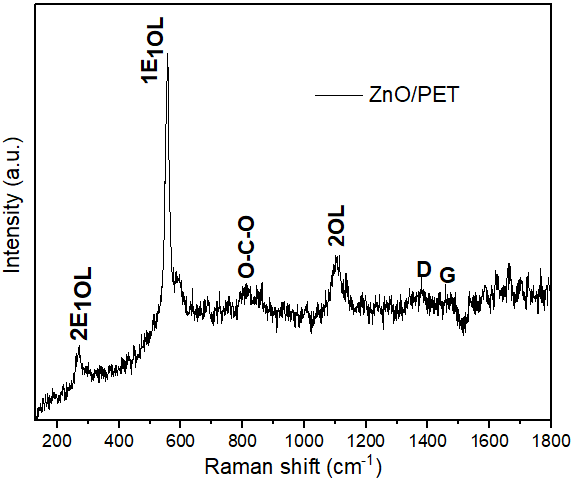 1E1OL
ZnO/PET
Intensity (a.u.)
O-C-O
2OL
2E1OL
D
G
200 400 600 800 1000 1200 1400 1600 1800
Raman shift (cm-1)